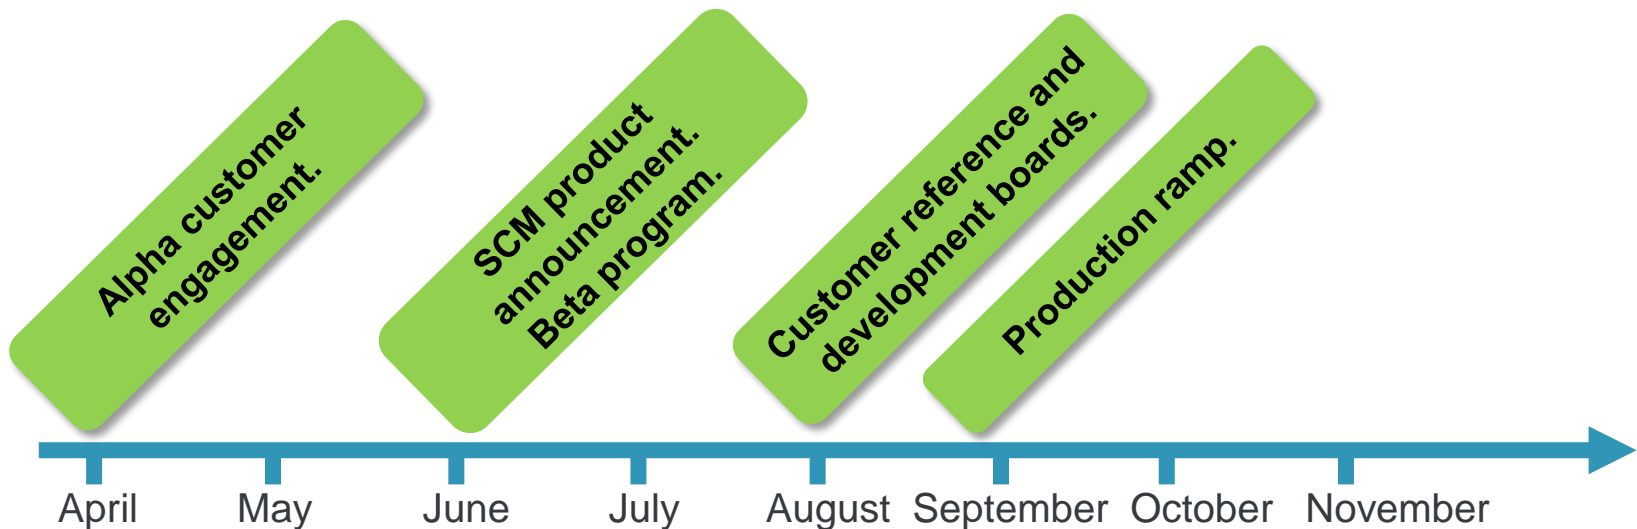 Alpha customer
engagement.
SCM product
announcement.
Beta program.
Customer reference and
development boards.
Production ramp.
April
May
June
July
August
September
October
November